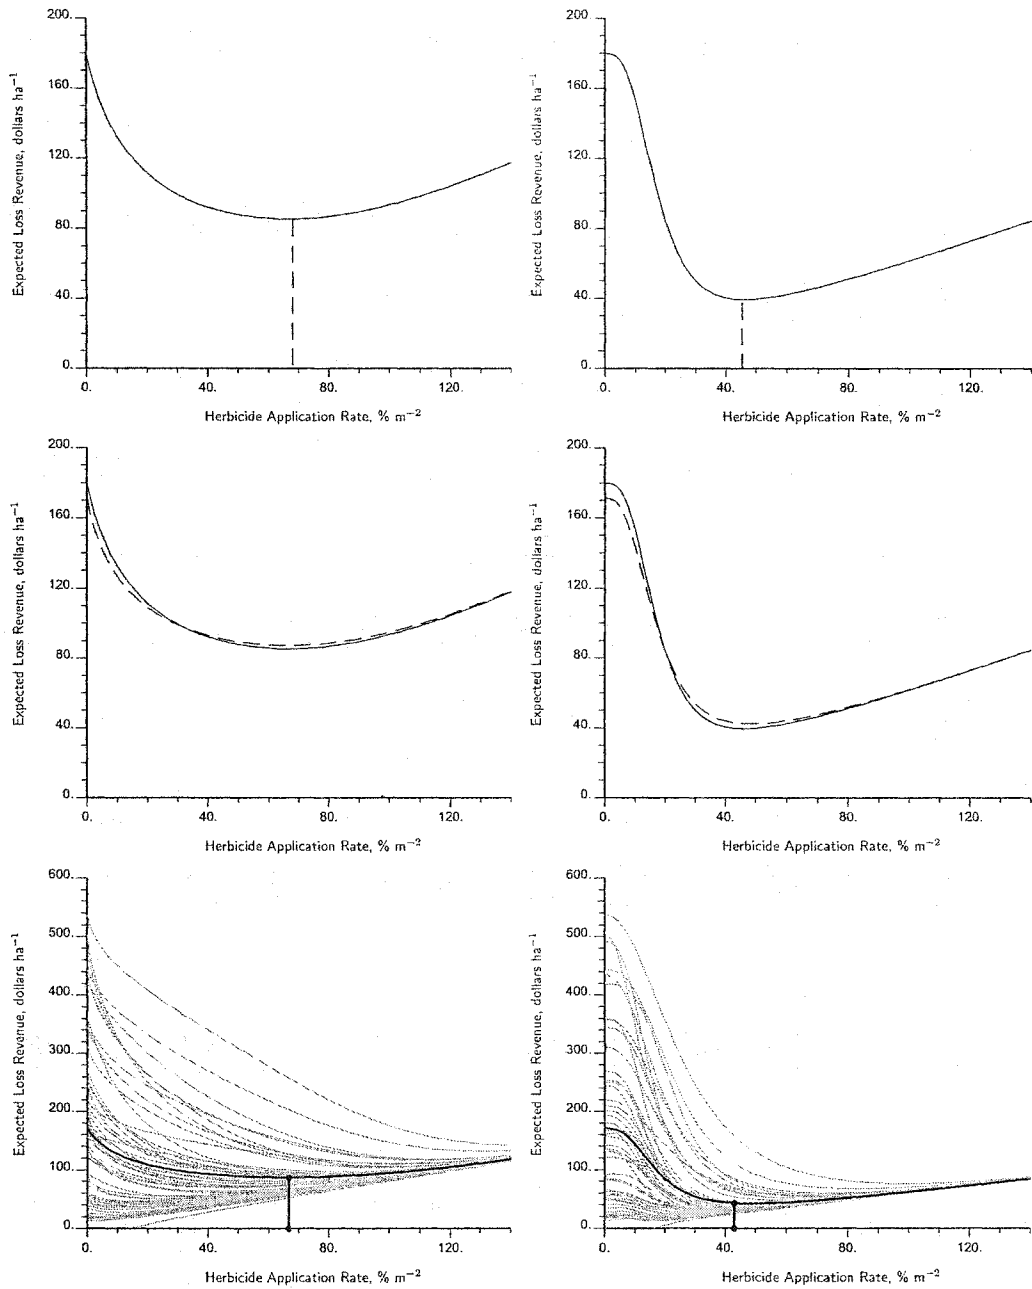 200.
160.
120.
80.
40.
0.
Expected Loss Revenue, dollars ha−1
0. 40. 80. 120.
Herbicide Application Rate, % m−2
200.
160.
120.
80.
40.
0.
Expected Loss Revenue, dollars ha−1
0. 40. 80. 120.
Herbicide Application Rate, % m−2
200.
160.
120.
80.
40.
0.
Expected Loss Revenue, dollars ha−1
0. 40. 80. 120.
Herbicide Application Rate, % m−2
200.
160.
120.
80.
40.
0.
Expected Loss Revenue, dollars ha−1
0. 40. 80. 120.
Herbicide Application Rate, % m−2
600.
500.
400.
300.
200.
100.
0.
Expected Loss Revenue, dollars ha−1
0. 40. 80. 120.
Herbicide Application Rate, % m−2
600.
500.
400.
300.
200.
100.
0.
Expected Loss Revenue, dollars ha−1
0. 40. 80. 120.
Herbicide Application Rate, % m−2